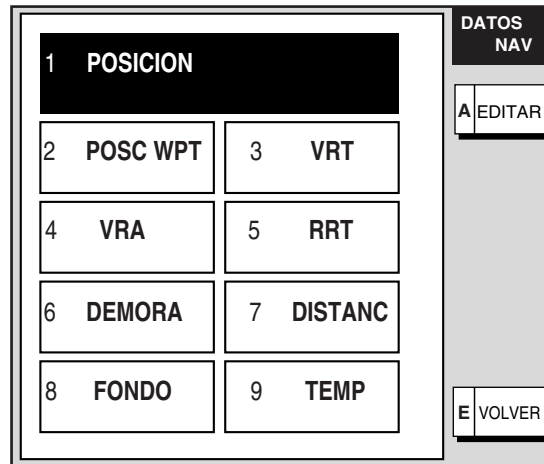 DATOS
NAV
1 POSICION
A EDITAR
2 POSC WPT
3 VRT
4 VRA
5 RRT
6 DEMORA
7 DISTANC
8 FONDO
9 TEMP
E VOLVER